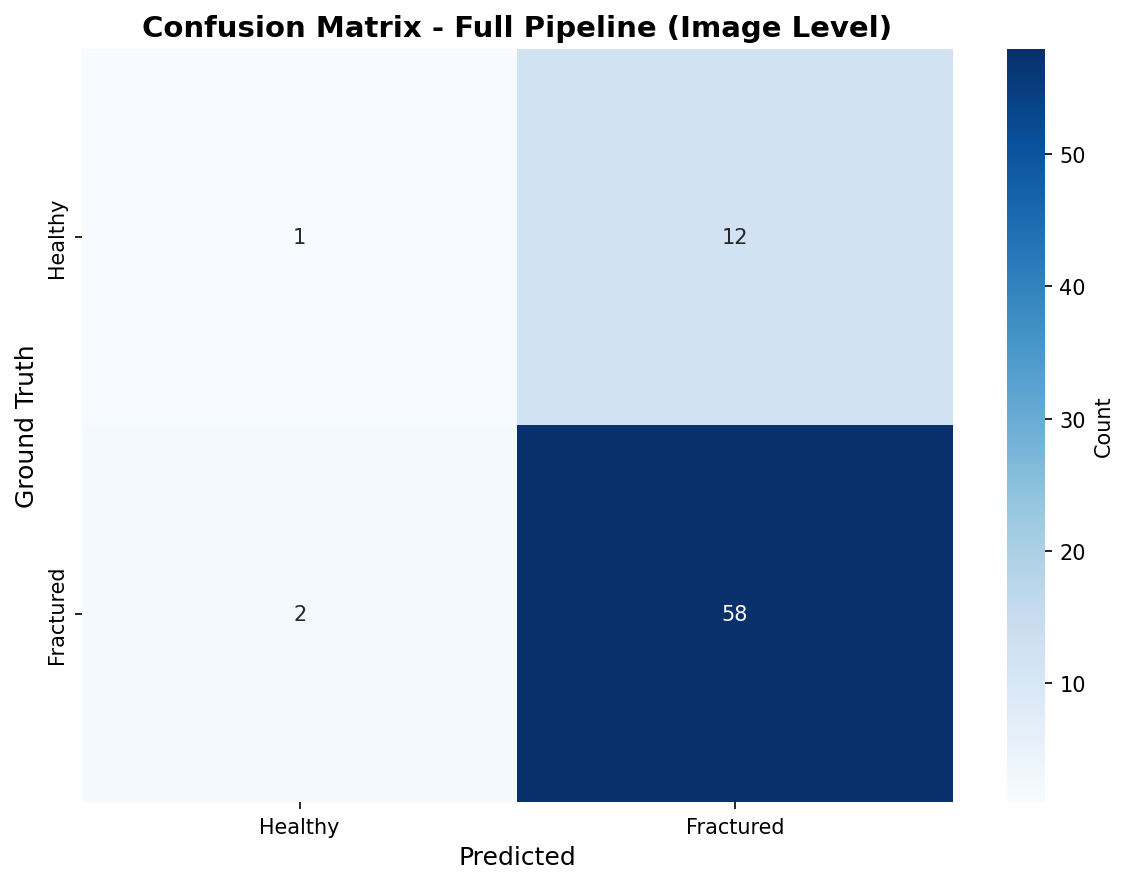 Confusion Matrix - Full Pipeline (Image Level)
Ground Truth
Healthy
Fractured
1
12
2
58
Healthy
Fractured
Predicted
50
40
30
20
10
Count